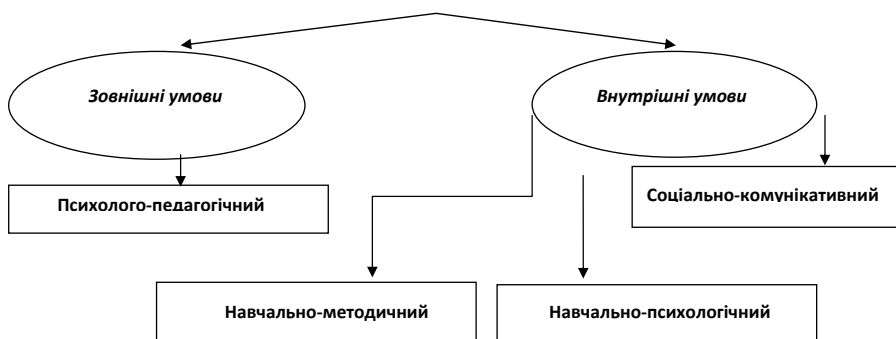 Зовнішні умови
Внутрішні умови
Психолого-педагогічний
Соціально-комунікативний
Навчально-методичний
Навчально-психологічний